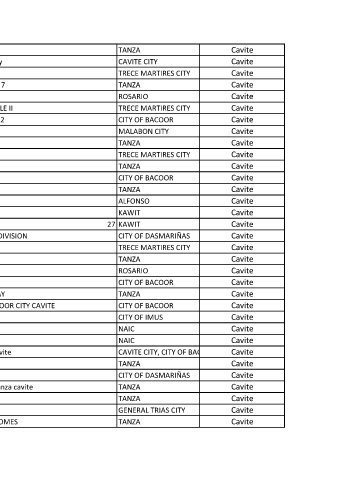 TANZA Cavite
y CAVITE CITY Cavite
TRECE MARTIRES CITY Cavite
7 TANZA Cavite
ROSARIO Cavite
LE II TRECE MARTIRES CITY Cavite
2 CITY OF BACOOR Cavite
MALABON CITY Cavite
TANZA Cavite
TRECE MARTIRES CITY Cavite
TANZA Cavite
CITY OF BACOOR Cavite
TANZA Cavite
ALFONSO Cavite
KAWIT Cavite
27 KAWIT Cavite
DIVISION CITY OF DASMARIÑAS Cavite
TRECE MARTIRES CITY Cavite
TANZA Cavite
ROSARIO Cavite
CITY OF BACOOR Cavite
AY TANZA Cavite
OOR CITY CAVITE CITY OF BACOOR Cavite
CITY OF IMUS Cavite
NAIC Cavite
NAIC Cavite
vite CAVITE CITY, CITY OF BAC Cavite
TANZA Cavite
CITY OF DASMARIÑAS Cavite
nza cavite TANZA Cavite
TANZA Cavite
GENERAL TRIAS CITY Cavite
OMES TANZA Cavite